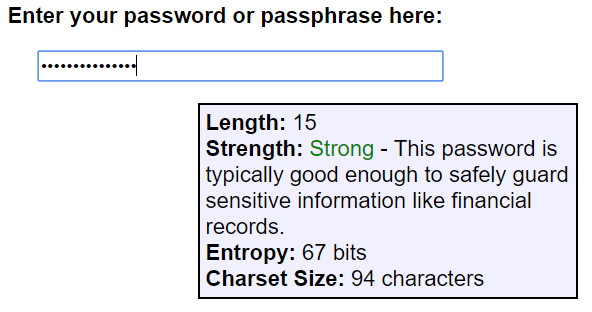 Enter your password or passphrase here:
•••••••••••••••
Length: 15
Strength: Strong - This password is
typically good enough to safely guard
sensitive information like financial
records.
Entropy: 67 bits
Charset Size: 94 characters